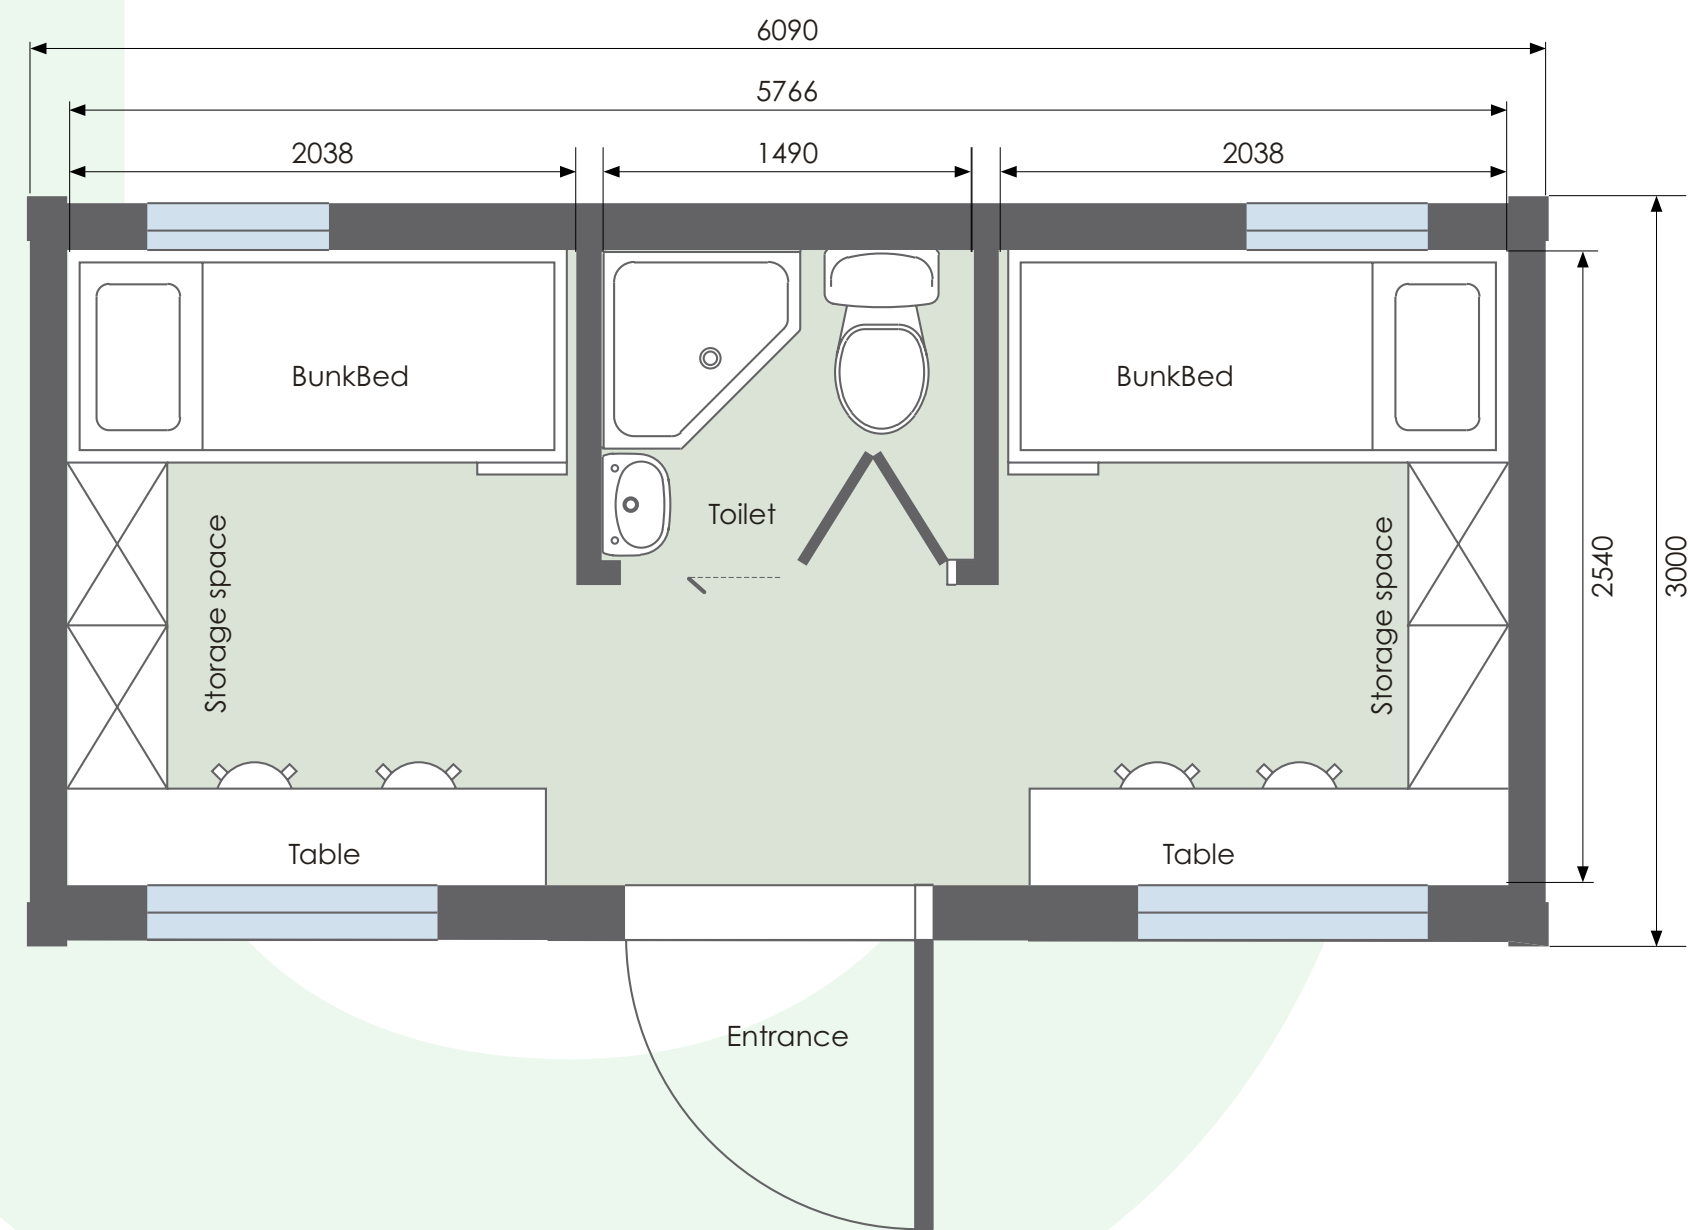 6090
5766
2038
1490
2038
BunkBed
BunkBed
Toilet
Storage space
Storage space
2540
3000
Table
Table
Entrance